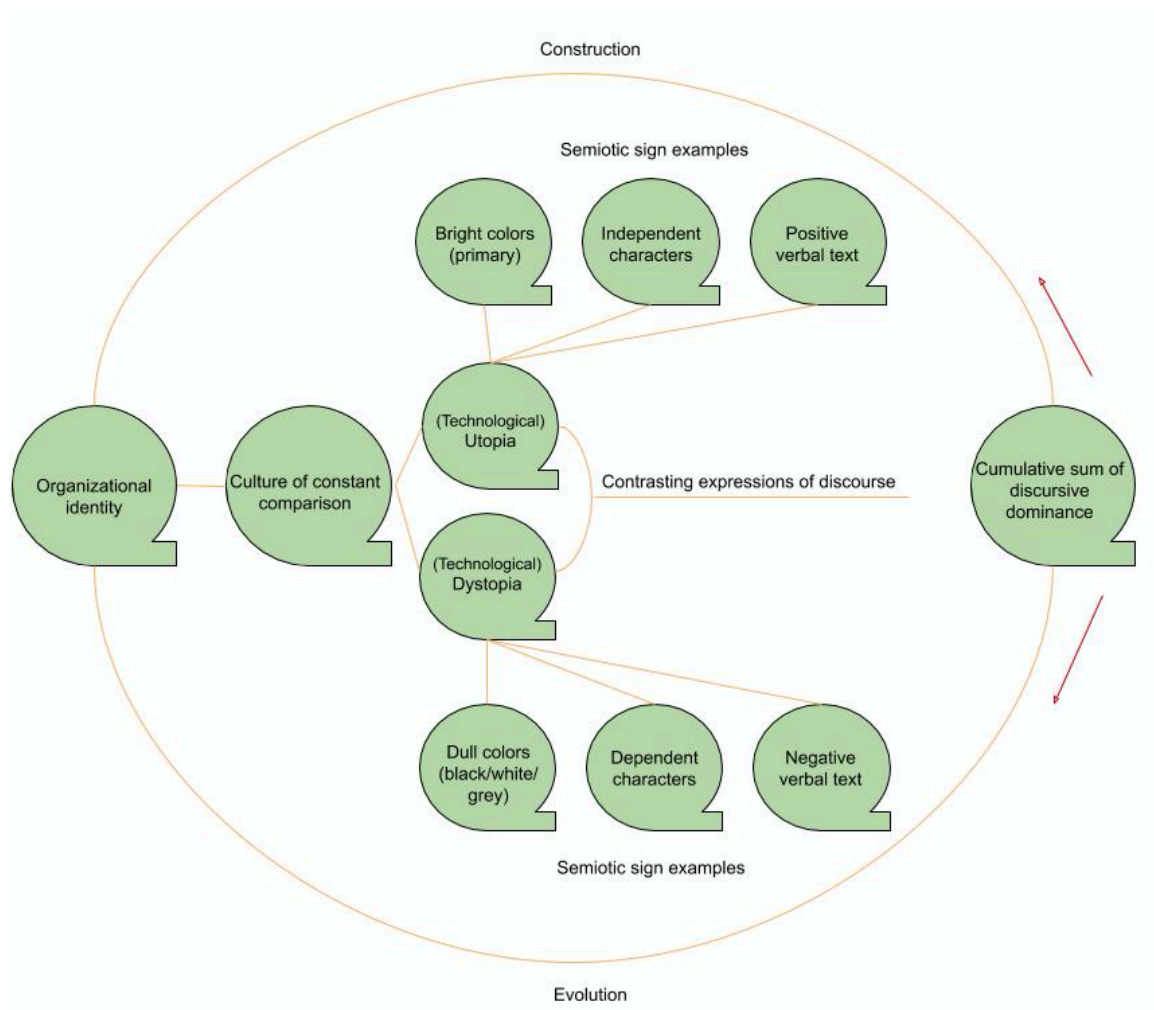 Construction
Semiotic sign examples
Bright colors
(primary)
Independent
characters
Positive
verbal text
(Technological)
Utopia
Organizational
identity
Culture of constant
comparison
Contrasting expressions of discourse
Cumulative sum of
discursive
dominance
(Technological)
Dystopia
Dull colors
(black/white/
grey)
Dependent
characters
Negative
verbal text
Semiotic sign examples
Evolution